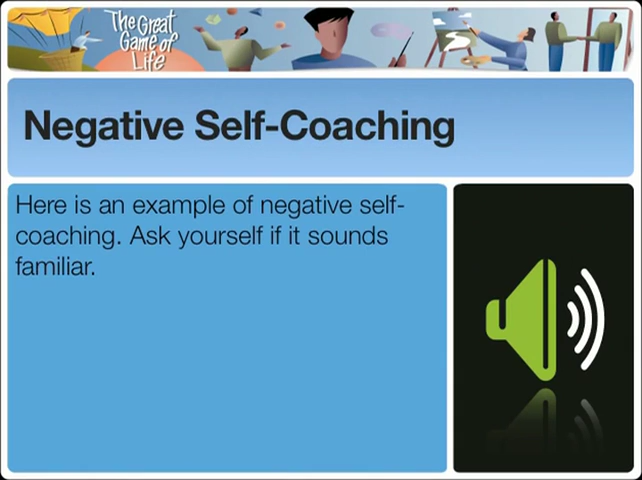 The Great
Game of
Life
Negative Self-Coaching
Here is an example of negative self-
coaching. Ask yourself if it sounds
familiar.